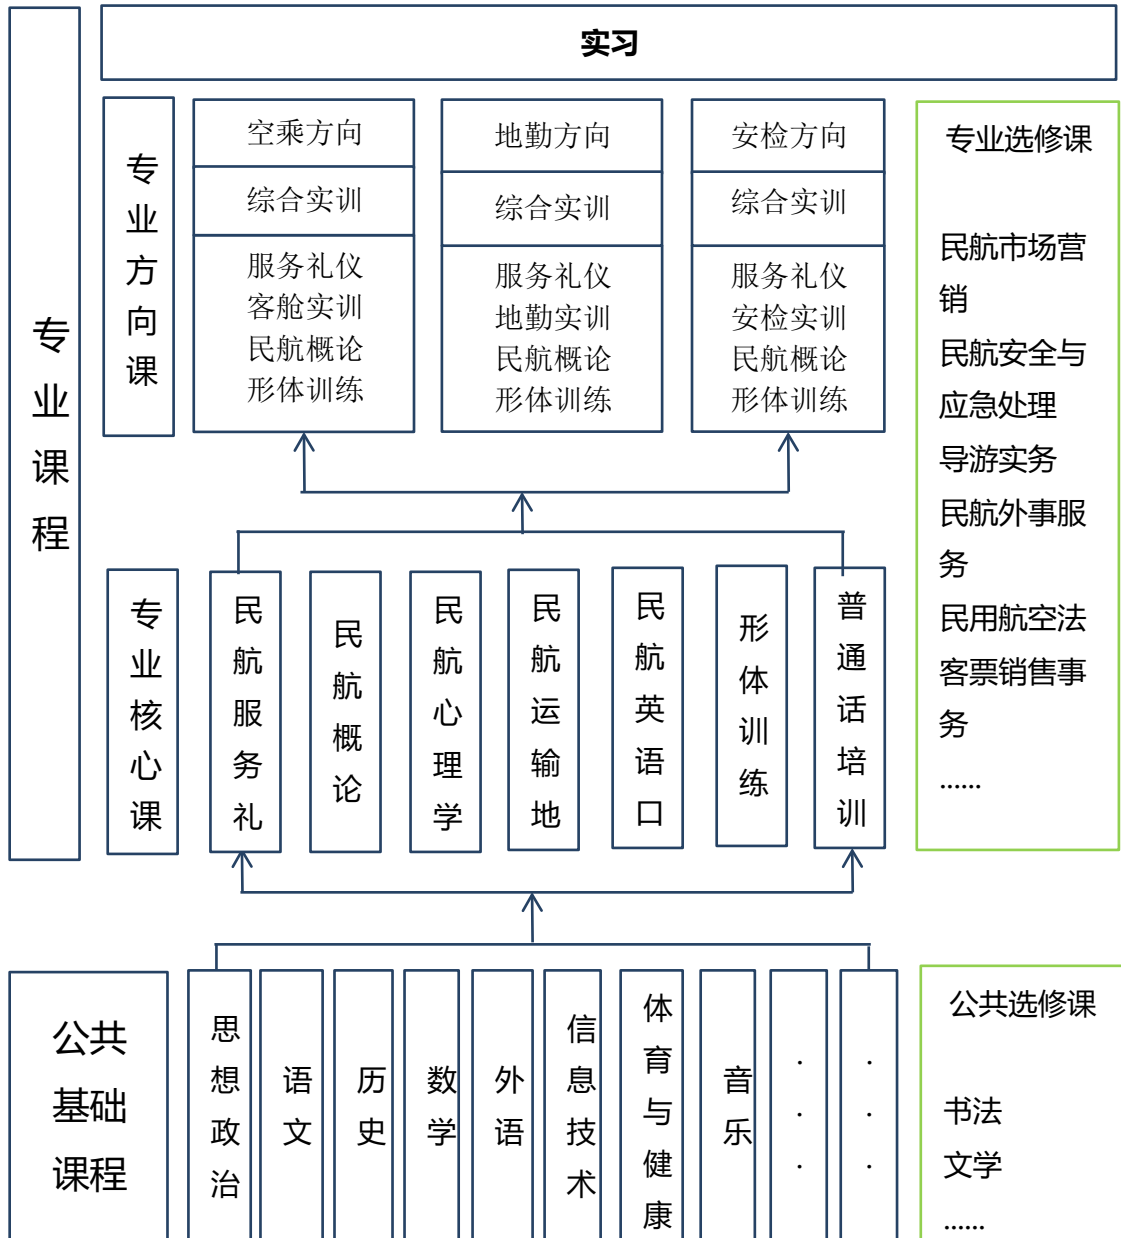 实习
专业课程
专业方向课
空乘方向
综合实训
服务礼仪
客舱实训
民航概论
形体训练
地勤方向
综合实训
服务礼仪
地勤实训
民航概论
形体训练
安检方向
综合实训
服务礼仪
安检实训
民航概论
形体训练
专业选修课
民航市场营
销
民航安全与
应急处理
导游实务
民航外事服
务
民用航空法
客票销售事
务
......
专业核心课
民航服务礼
民航概论
民航心理学
民航运输地
民航英语口
形体训练
普通话培训
公共
基础
课程
思想政治
语文
历史
数学
外语
信息技术
体育与健康
音乐
...
...
公共选修课
书法
文学
......